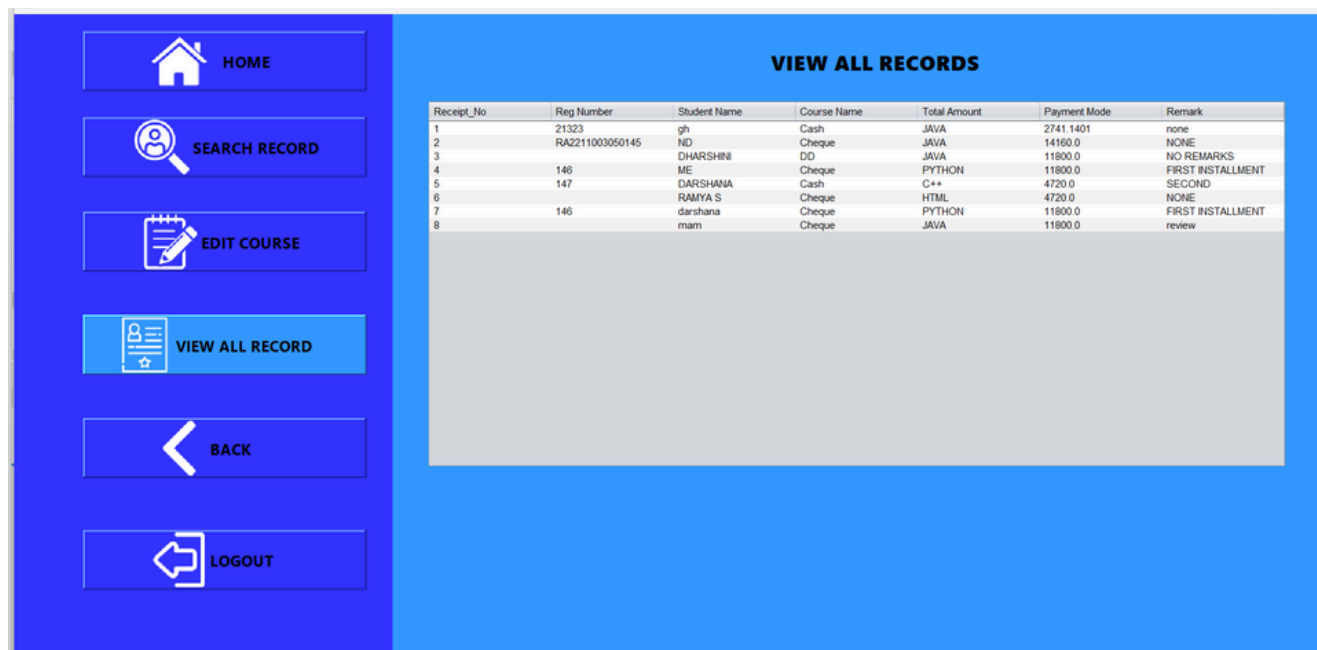 HOME
SEARCH RECORD
EDIT COURSE
VIEW ALL RECORD
BACK
LOGOUT
VIEW ALL RECORDS
Receipt_No Reg Number Student Name Course Name Total Amount Payment Mode Remark
1 21323 gh Cash JAVA 2741.1401 none
2 RA2211003050145 ND Cheque JAVA 14160.0 NONE
3 DHARSHINI DD JAVA 11800.0 NO REMARKS
4 146 ME Cheque PYTHON 11800.0 FIRST INSTALLMENT
5 147 DARSHANA Cash C++ 4720.0 SECOND
6 RAMYA S Cheque HTML 4720.0 NONE
7 146 darshana Cheque PYTHON 11800.0 FIRST INSTALLMENT
8 mam Cheque JAVA 11800.0 review